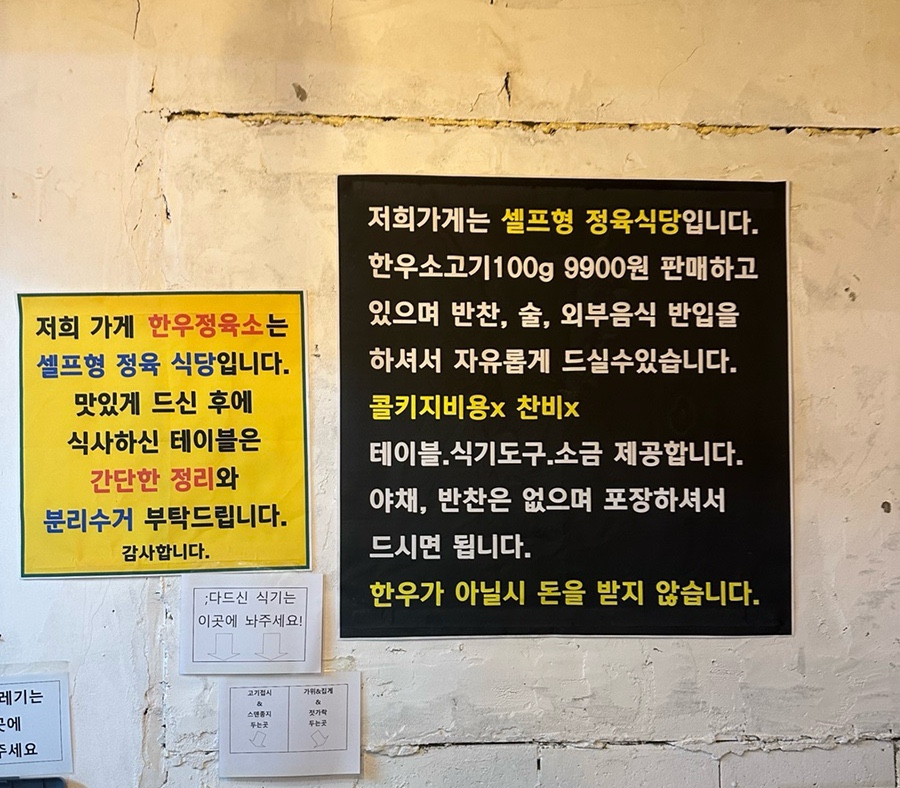 저희가게는 셀프형 정육식당입니다.
한우소고기100g 9900원 판매하고
있으며 반찬, 술, 외부음식 반입을
하셔서 자유롭게 드실수있습니다.
콜키지비용x 찬비x
테이블.식기도구.소금 제공합니다.
야채, 반찬은 없으며 포장하셔서
드시면 됩니다.
한우가 아닐시 돈을 받지 않습니다.
저희 가게 한우정육소는
셀프형 정육 식당입니다.
맛있게 드신 후에
식사하신 테이블은
간단한 정리와
분리수거 부탁드립니다.
감사합니다.
;다드신 식기는
이곳에 놔주세요!
고기접시
&
스덴종지
두는곳
가위&집게
&
젓가락
두는곳
레기는
곳에
주세요